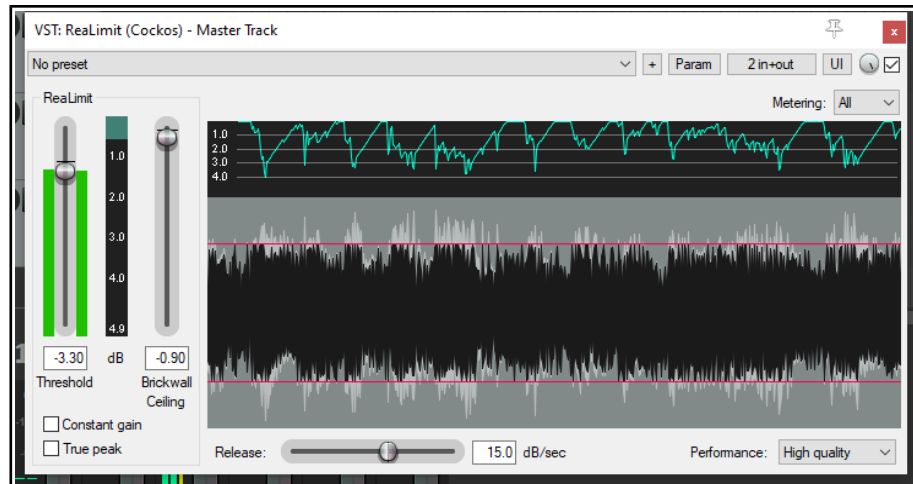 VST: ReaLimit (Cockos) - Master Track
No preset
+
Param
2 in+out
UI
ReaLimit
Metering: All
1.0
2.0
3.0
4.0
4.9
1.0
2.0
3.0
4.0
-3.30 dB -0.90
Threshold
Brickwall
Ceiling
Constant gain
True peak
Release: 15.0 dB/sec
Performance: High quality